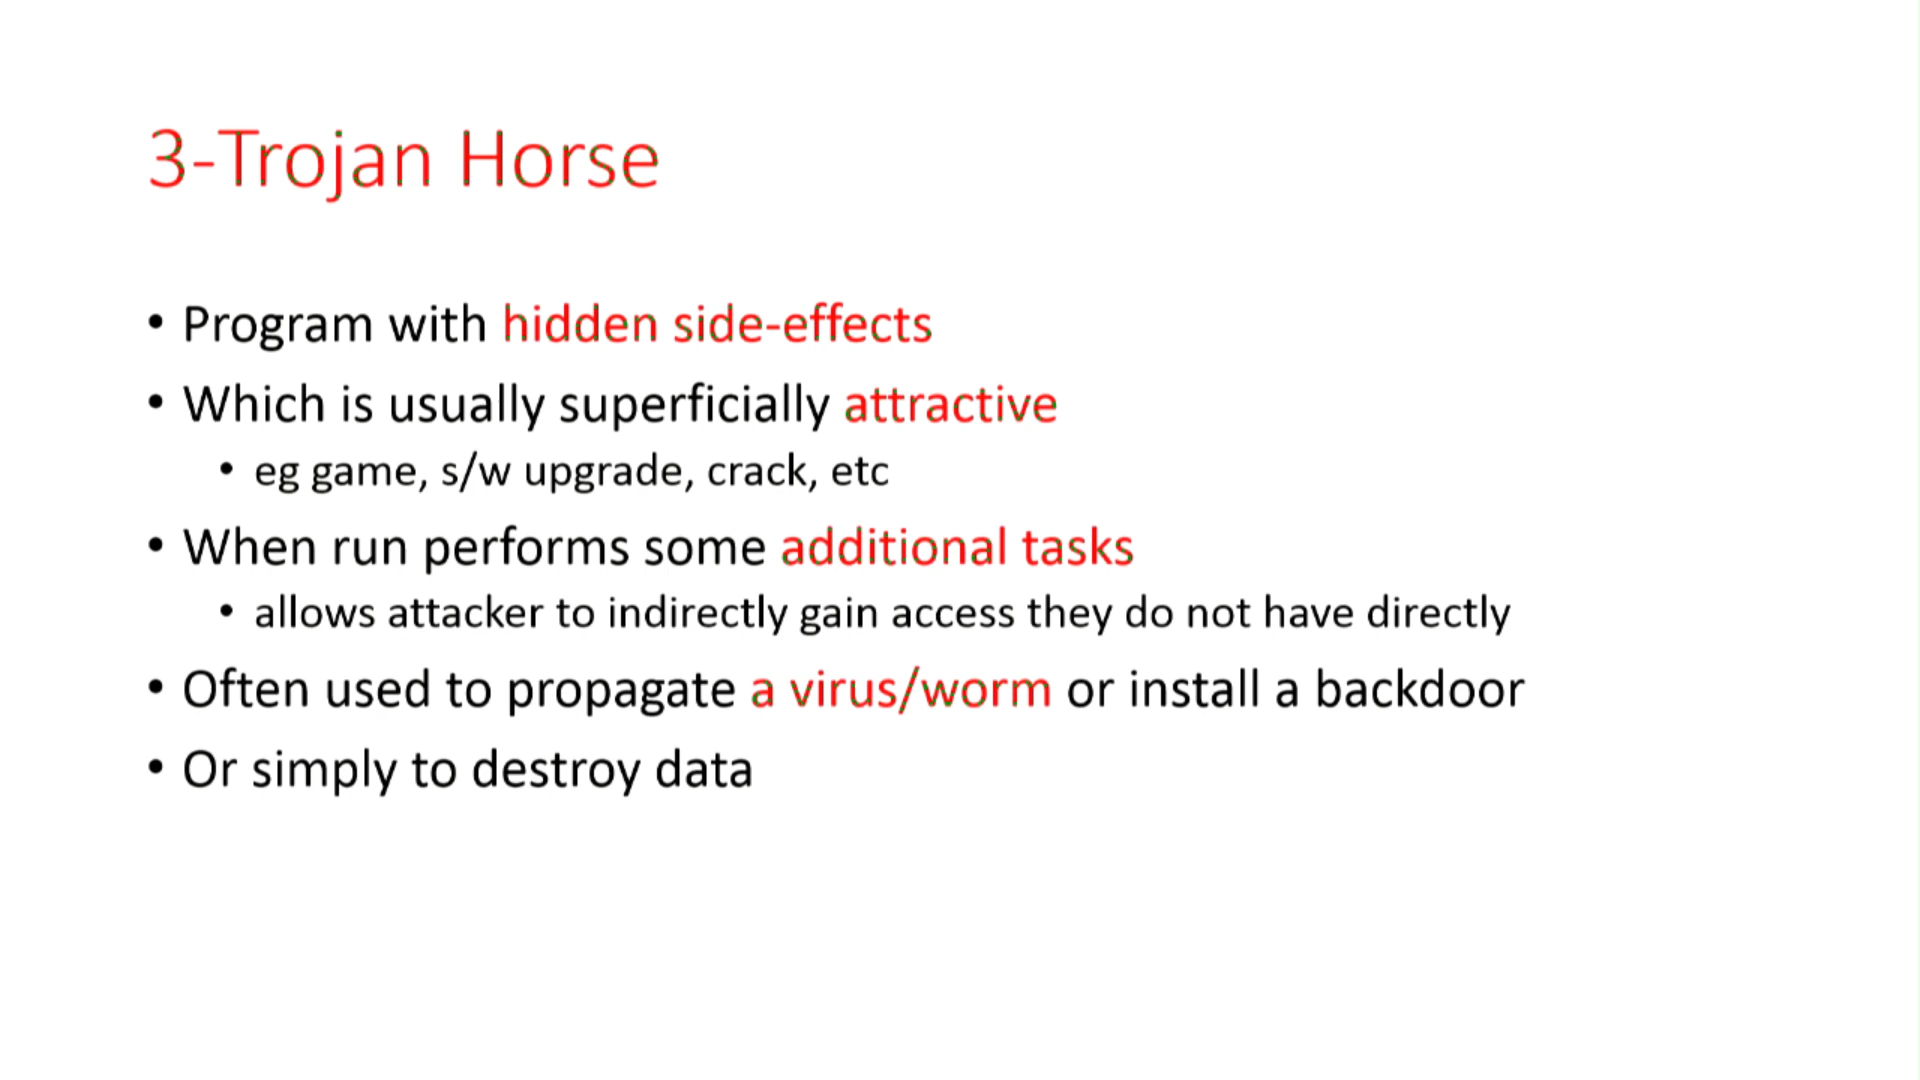 3-Trojan Horse
• Program with hidden side-effects
• Which is usually superficially attractive
• eg game, s/w upgrade, crack, etc
• When run performs some additional tasks
• allows attacker to indirectly gain access they do not have directly
• Often used to propagate a virus/worm or install a backdoor
• Or simply to destroy data